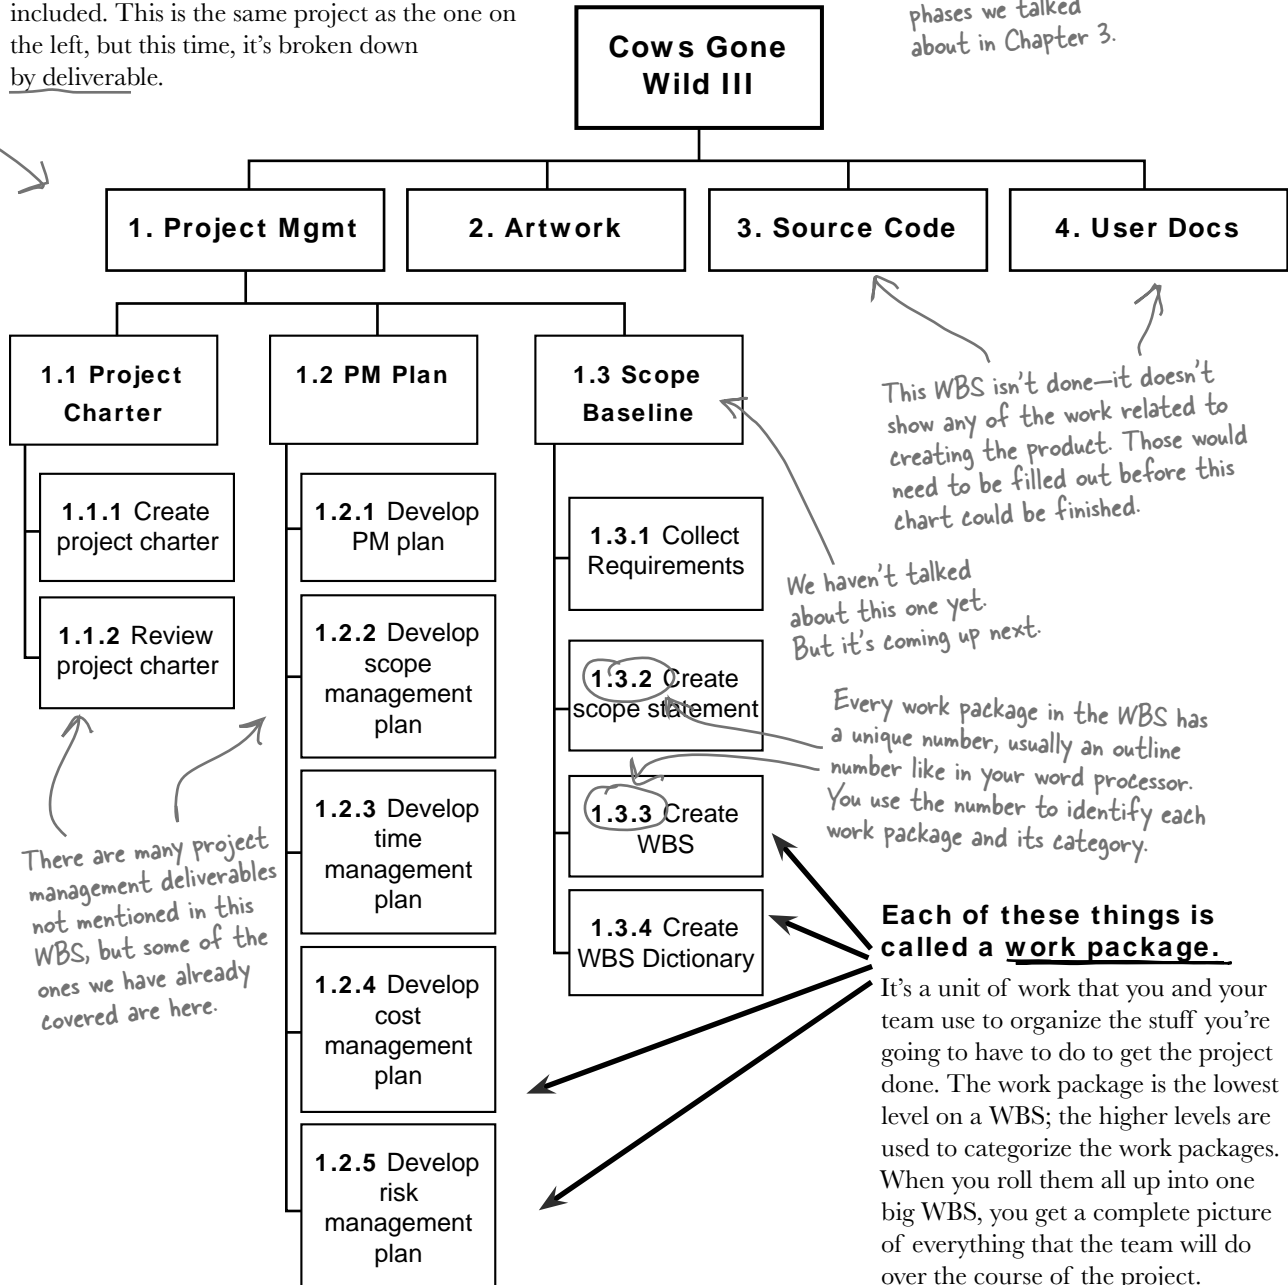 included. This is the same project as the one on
the left, but this time, it's broken down
by deliverable.
phases we talked
about in Chapter 3.
Cows Gone
Wild III
1. Project Mgmt
2. Artwork
3. Source Code
4. User Docs
1.1 Project
Charter
1.2 PM Plan
1.3 Scope
Baseline
This WBS isn't done—it doesn't
show any of the work related to
creating the product. Those would
need to be filled out before this
chart could be finished.
1.1.1 Create
project charter
1.1.2 Review
project charter
1.2.1 Develop
PM plan
1.2.2 Develop
scope
management
plan
1.2.3 Develop
time
management
plan
1.2.4 Develop
cost
management
plan
1.2.5 Develop
risk
management
plan
1.3.1 Collect
Requirements
1.3.2 Create
scope statement
1.3.3 Create
WBS
1.3.4 Create
WBS Dictionary
We haven't talked
about this one yet.
But it's coming up next.
Every work package in the WBS has
a unique number, usually an outline
number like in your word processor.
You use the number to identify each
work package and its category.
There are many project
management deliverables
not mentioned in this
WBS, but some of the
ones we have already
covered are here.
Each of these things is
called a work package.
It's a unit of work that you and your
team use to organize the stuff you're
going to have to do to get the project
done. The work package is the lowest
level on a WBS; the higher levels are
used to categorize the work packages.
When you roll them all up into one
big WBS, you get a complete picture
of everything that the team will do
over the course of the project.